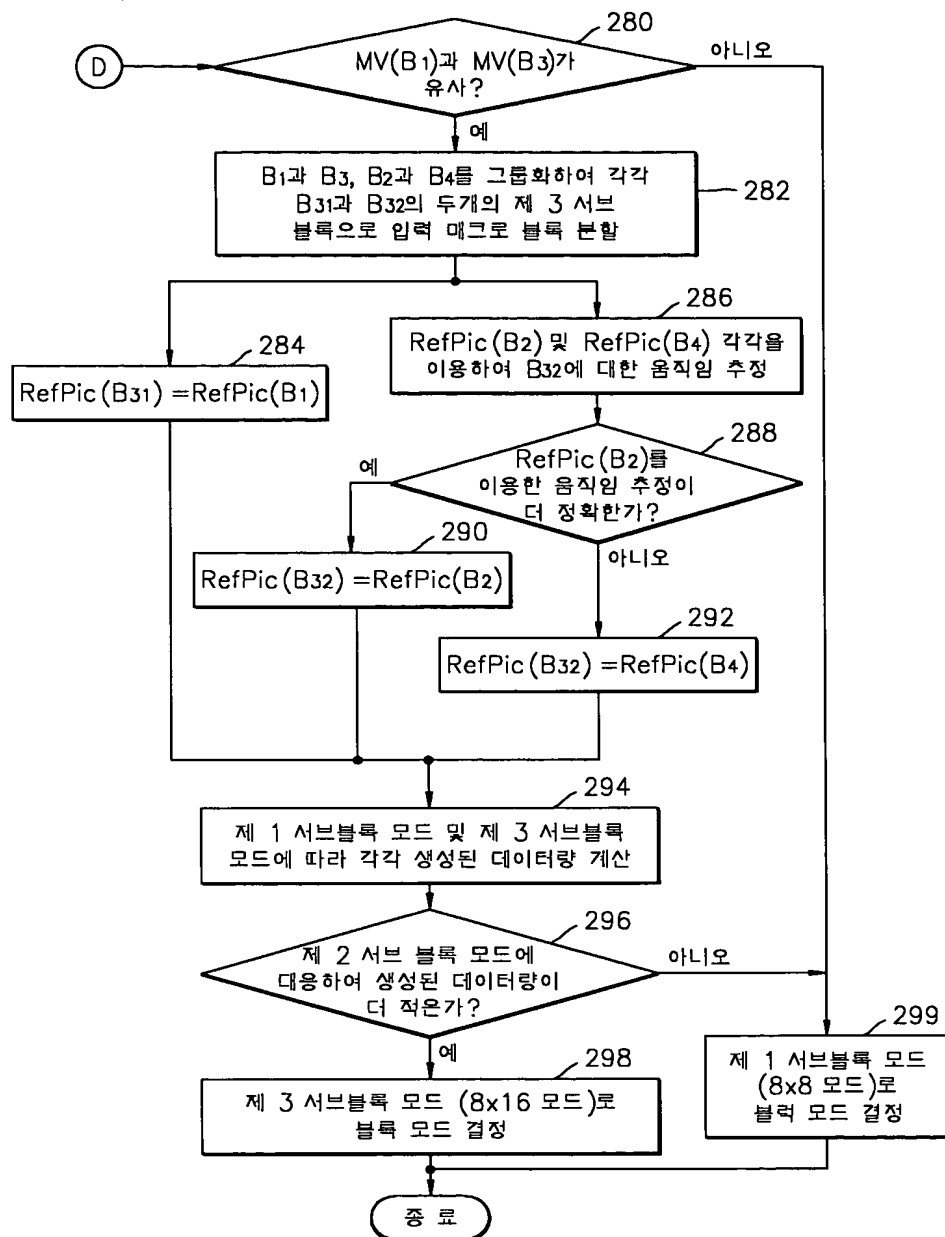 280
D
MV(B1)과 MV(B3)가
유사?
아니오
예
B1과 B3, B2과 B4를 그룹화하여 각각
B31과 B32의 두개의 제 3 서브
블록으로 입력 매크로 블록 분할
282
286
284
RefPic(B2) 및 RefPic(B4) 각각을
이용하여 B32에 대한 움직임 추정
RefPic(B31)=RefPic(B1)
288
RefPic(B2)를
이용한 움직임 추정이
더 정확한가?
예
290
아니오
RefPic(B32)=RefPic(B2)
292
RefPic(B32)=RefPic(B4)
294
제 1 서브블록 모드 및 제 3 서브블록
모드에 따라 각각 생성된 데이터량 계산
296
제 2 서브 블록 모드에
대응하여 생성된 데이터량이
더 적은가?
아니오
예
299
298
제 1 서브블록 모드
(8x8 모드)로
블럭 모드 결정
제 3 서브블록 모드 (8x16 모드)로
블록 모드 결정
종 료